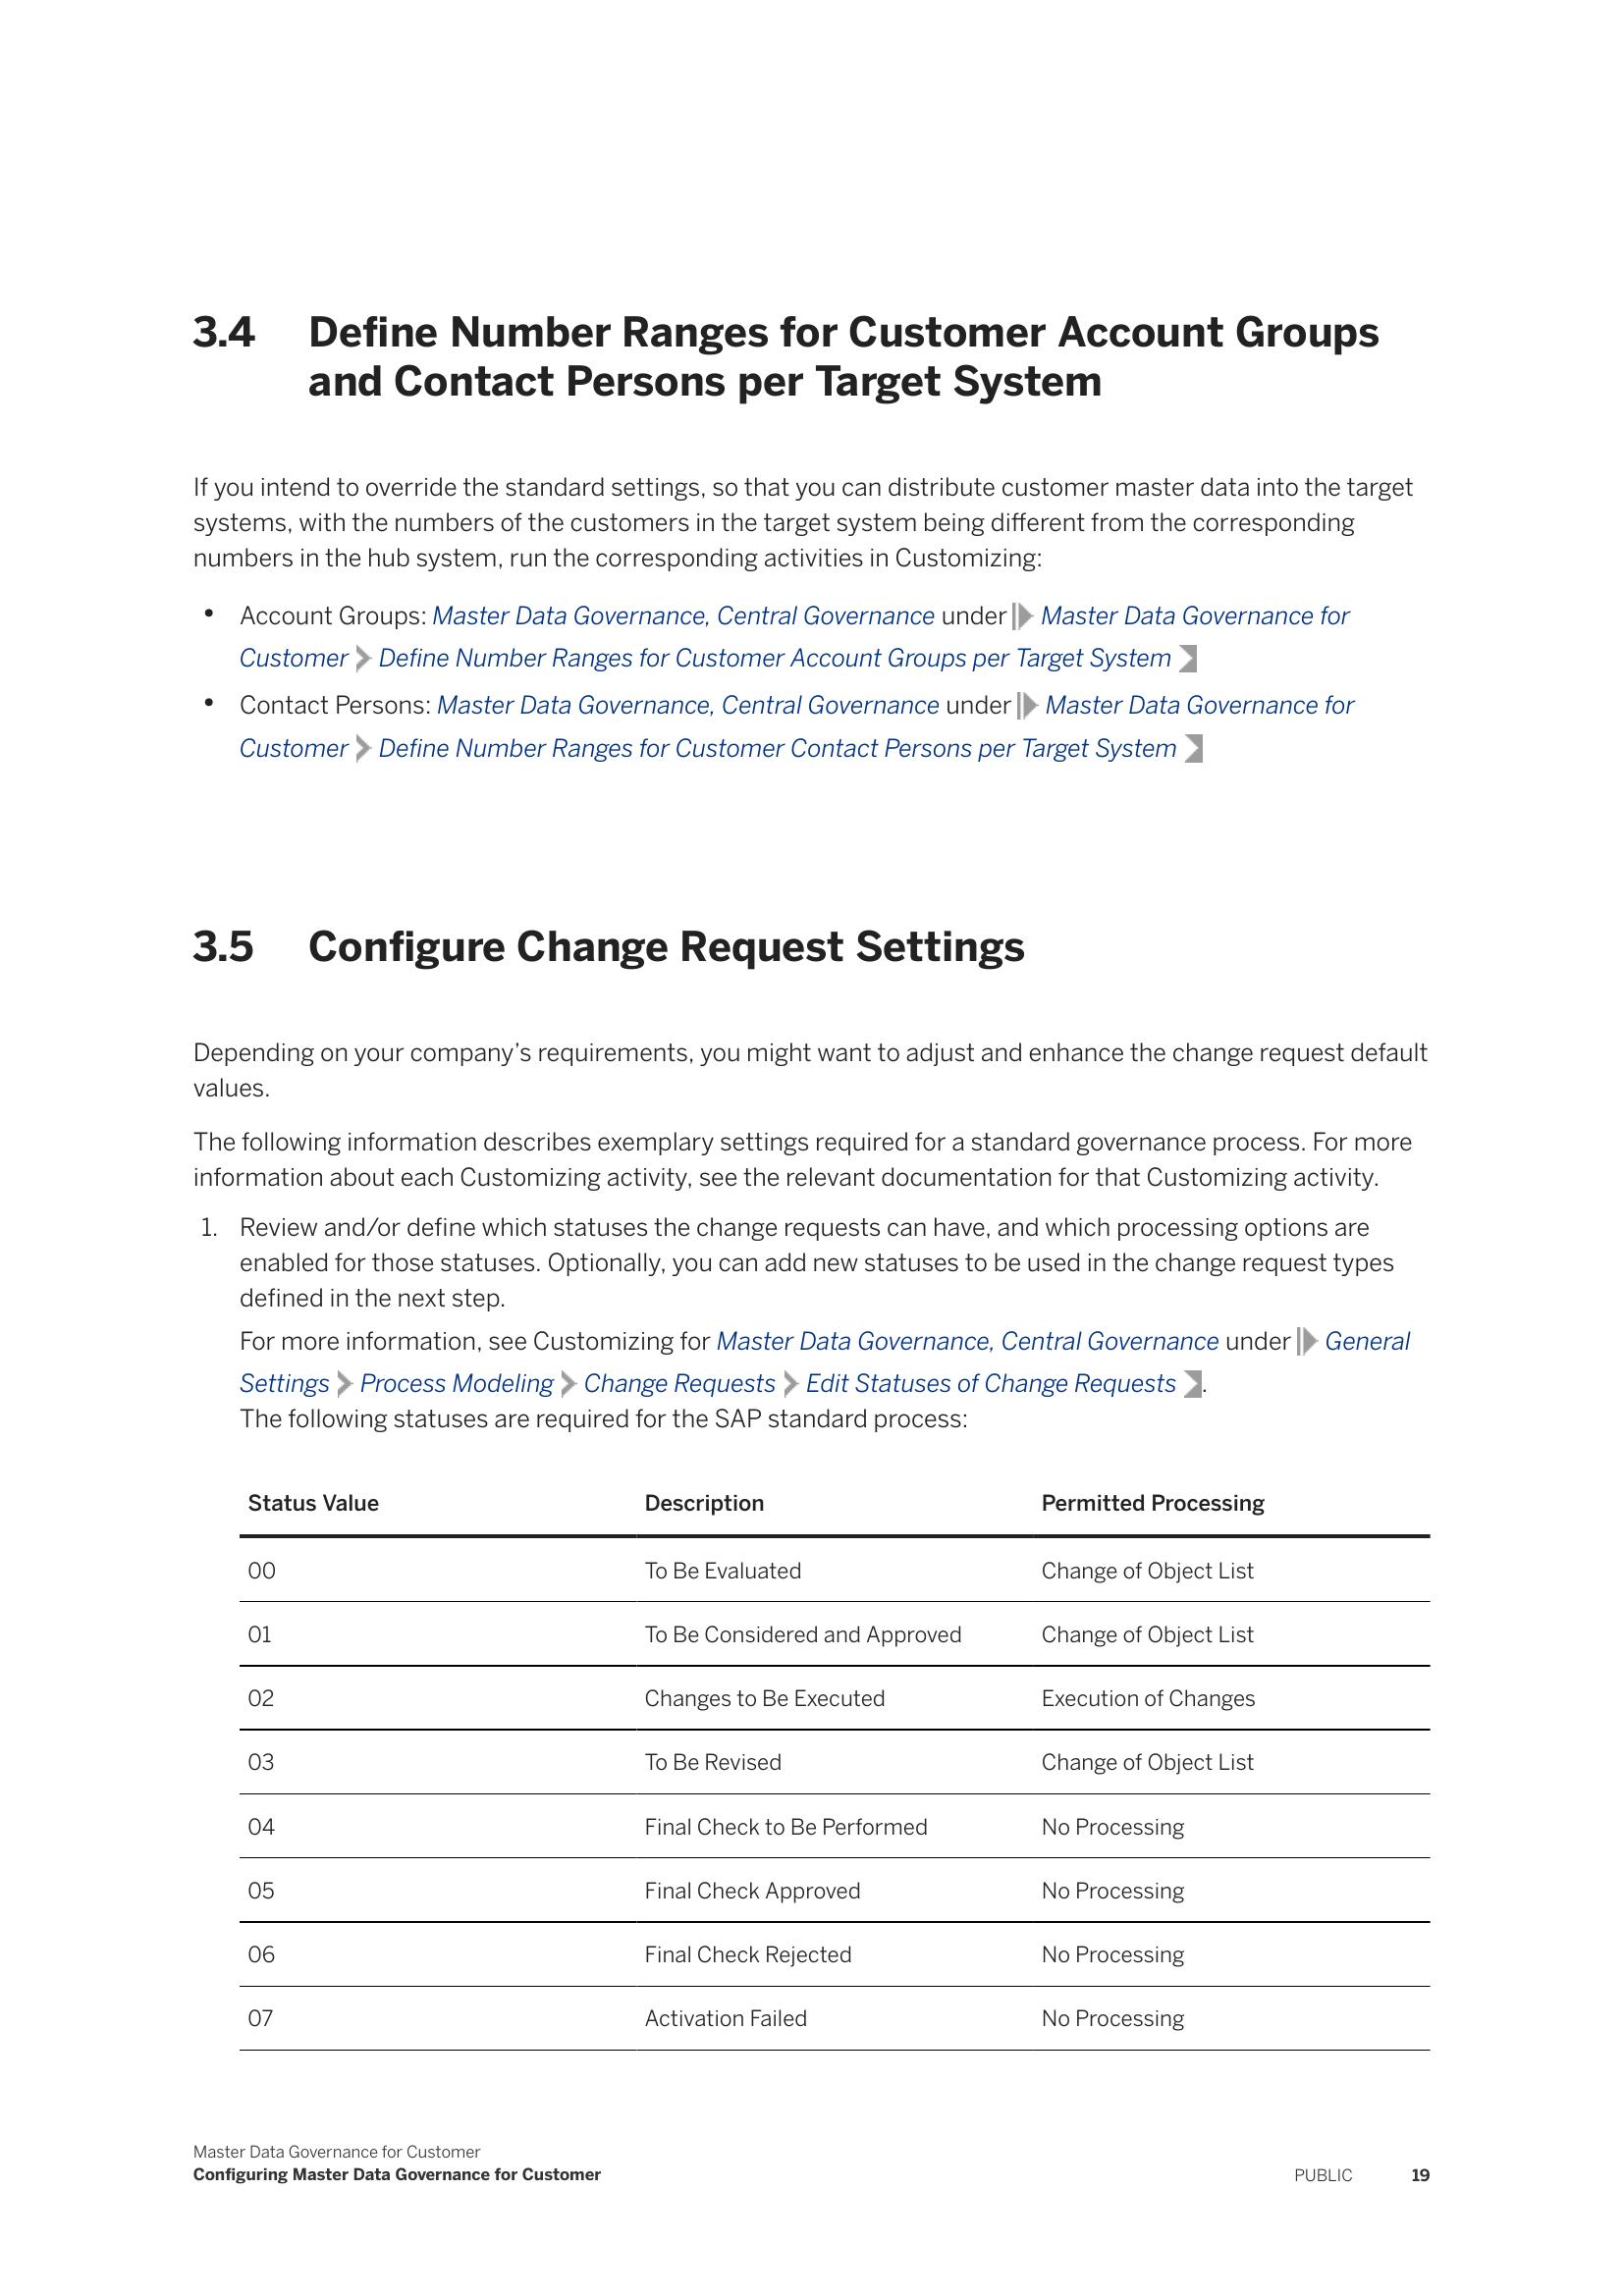 3.4 Define Number Ranges for Customer Account Groups
and Contact Persons per Target System
If you intend to override the standard settings, so that you can distribute customer master data into the target
systems, with the numbers of the customers in the target system being different from the corresponding
numbers in the hub system, run the corresponding activities in Customizing:
• Account Groups: Master Data Governance, Central Governance under Master Data Governance for
Customer Define Number Ranges for Customer Account Groups per Target System
• Contact Persons: Master Data Governance, Central Governance under Master Data Governance for
Customer Define Number Ranges for Customer Contact Persons per Target System
3.5 Configure Change Request Settings
Depending on your company’s requirements, you might want to adjust and enhance the change request default
values.
The following information describes exemplary settings required for a standard governance process. For more
information about each Customizing activity, see the relevant documentation for that Customizing activity.
1. Review and/or define which statuses the change requests can have, and which processing options are
enabled for those statuses. Optionally, you can add new statuses to be used in the change request types
defined in the next step.
For more information, see Customizing for Master Data Governance, Central Governance under General
Settings Process Modeling Change Requests Edit Statuses of Change Requests .
The following statuses are required for the SAP standard process:
Status Value Description Permitted Processing
00 To Be Evaluated Change of Object List
01 To Be Considered and Approved Change of Object List
02 Changes to Be Executed Execution of Changes
03 To Be Revised Change of Object List
04 Final Check to Be Performed No Processing
05 Final Check Approved No Processing
06 Final Check Rejected No Processing
07 Activation Failed No Processing
Master Data Governance for Customer
Configuring Master Data Governance for Customer PUBLIC 19